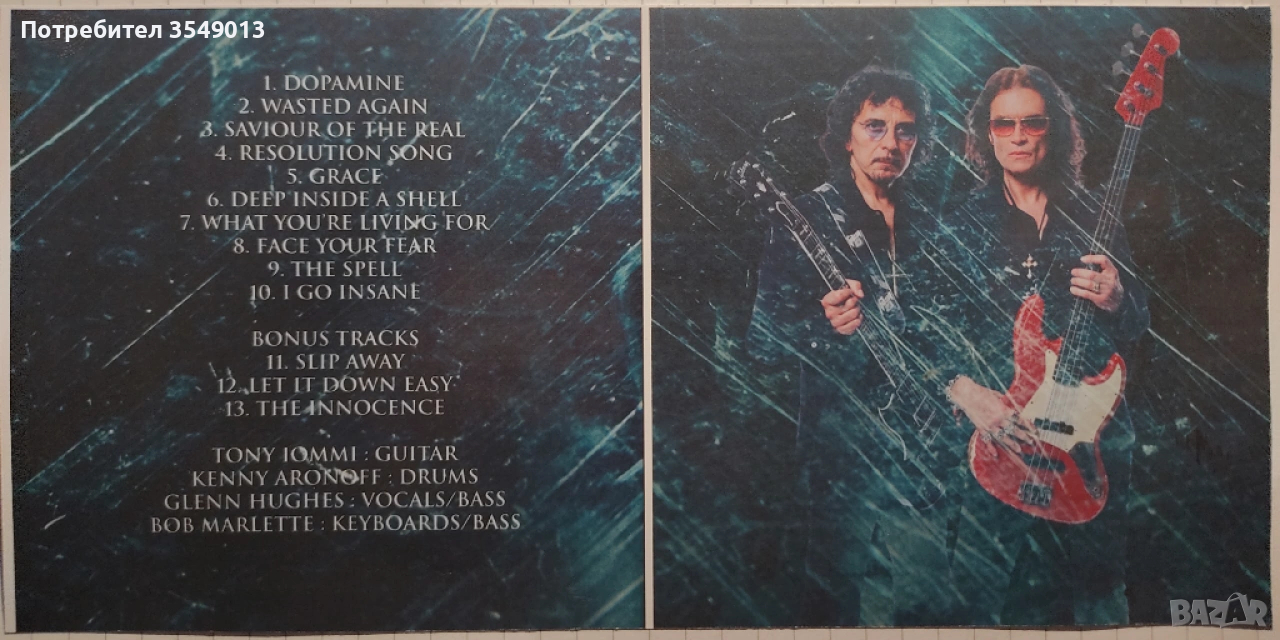 Потребител 3549013
1. DOPAMINE
2. WASTED AGAIN
3. SAVIOUR OF THE REAL
4. RESOLUTION SONG
5. GRACE
6. DEEP INSIDE A SHELL
7. WHAT YOU'RE LIVING FOR
8. FACE YOUR FEAR
9. THE SPELL
10. I GO INSANE
BONUS TRACKS
11. SLIP AWAY
12. LET IT DOWN EASY
13. THE INNOCENCE
TONY IOMMI : GUITAR
KENNY ARONOFF : DRUMS
GLENN HUGHES : VOCALS/BASS
BOB MARLETTE : KEYBOARDS/BASS
BAZAR